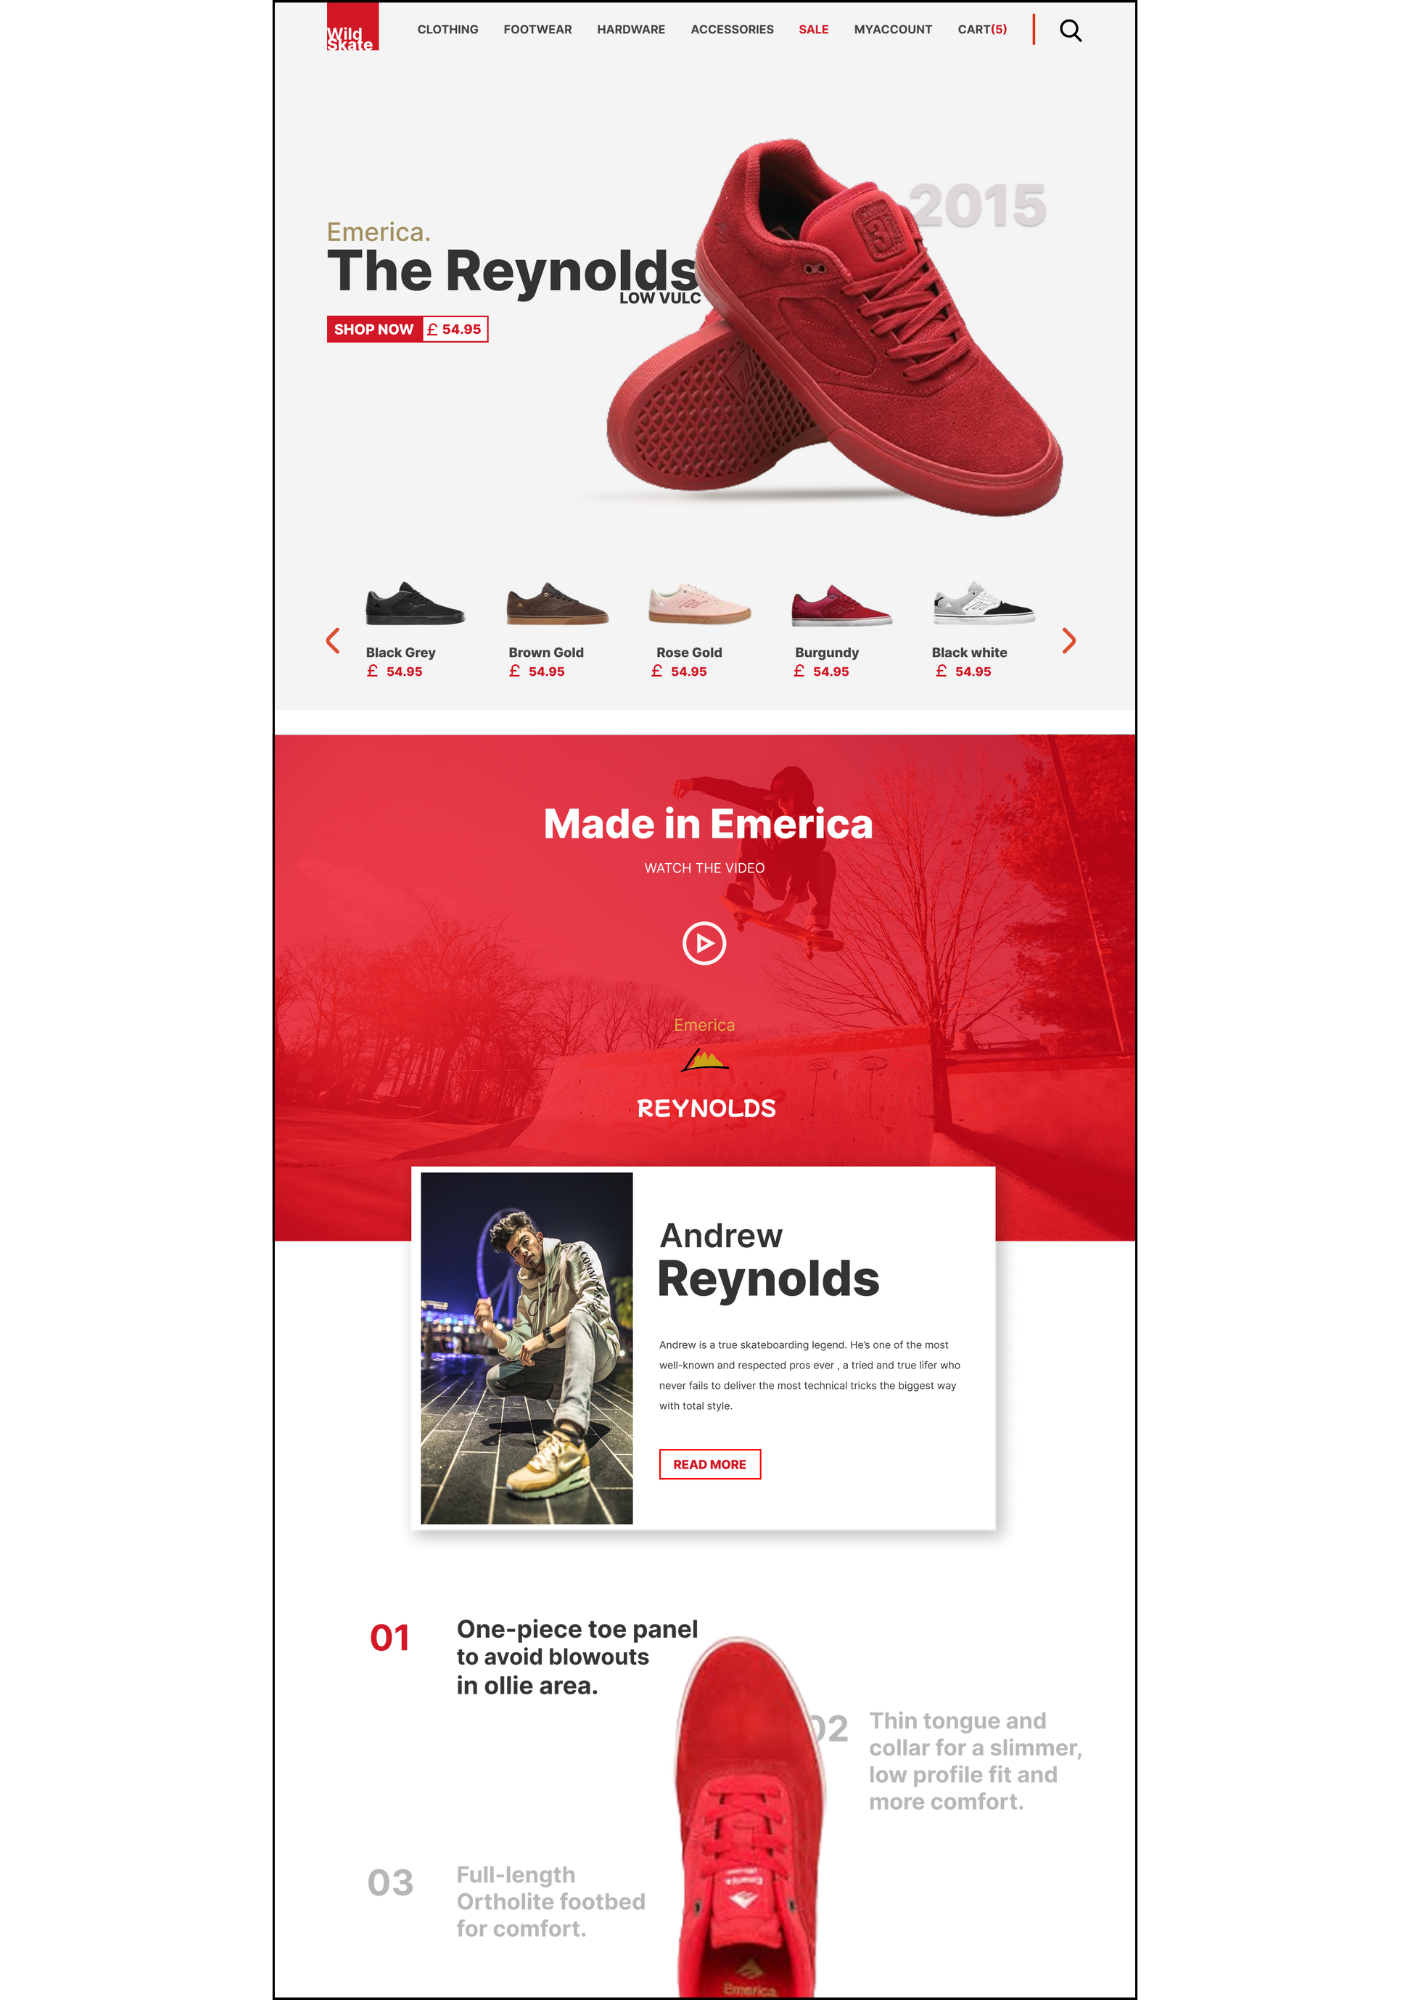 Wild
Skate
CLOTHING FOOTWEAR HARDWARE ACCESSORIES SALE MYACCOUNT CART(5)
2015
Emerica.
The Reynolds
LOW VULC
SHOP NOW £ 54.95
Black Grey
£ 54.95
Brown Gold
£ 54.95
Rose Gold
£ 54.95
Burgundy
£ 54.95
Black white
£ 54.95
Made in Emerica
WATCH THE VIDEO
Emerica
REYNOLDS
Andrew
Reynolds
Andrew is a true skateboarding legend. He's one of the most
well-known and respected pros ever , a tried and true lifer who
never fails to deliver the most technical tricks the biggest way
with total style.
READ MORE
01
One-piece toe panel
to avoid blowouts
in ollie area.
02
Thin tongue and
collar for a slimmer,
low profile fit and
more comfort.
03
Full-length
Ortholite footbed
for comfort.
Emerica